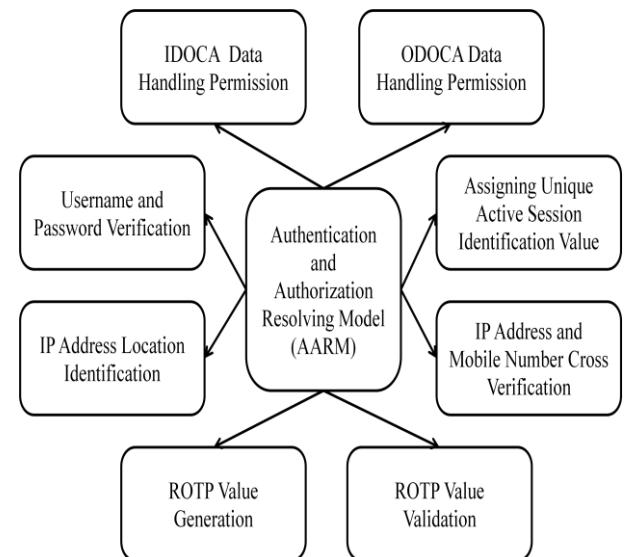 IDOCA Data
Handling Permission
ODOCA Data
Handling Permission
Username and
Password Verification
Authentication
and
Authorization
Resolving Model
(AARM)
Assigning Unique
Active Session
Identification Value
IP Address Location
Identification
IP Address and
Mobile Number Cross
Verification
ROTP Value
Generation
ROTP Value
Validation